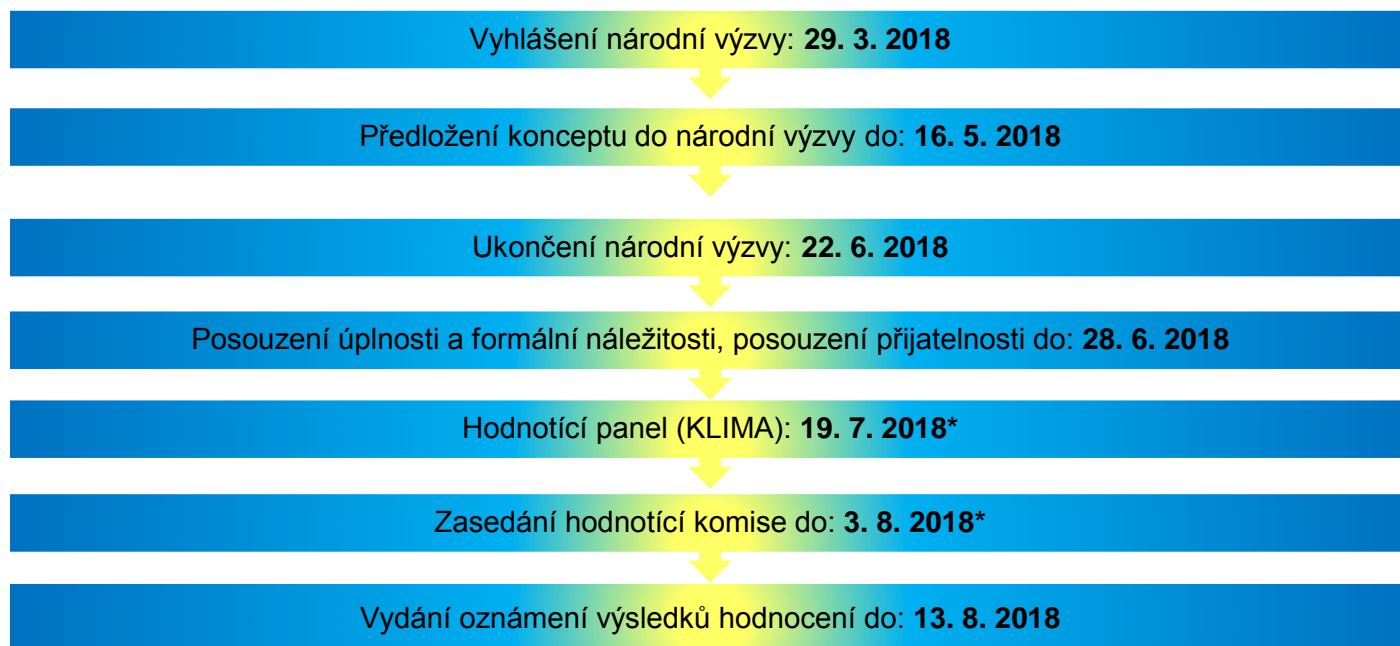 Vyhlášení národní výzvy: 29. 3. 2018
Předložení konceptu do národní výzvy do: 16. 5. 2018
Ukončení národní výzvy: 22. 6. 2018
Posouzení úplnosti a formální náležitosti, posouzení přijatelnosti do: 28. 6. 2018
Hodnotící panel (KLIMA): 19. 7. 2018*
Zasedání hodnotící komise do: 3. 8. 2018*
Vydání oznámení výsledků hodnocení do: 13. 8. 2018